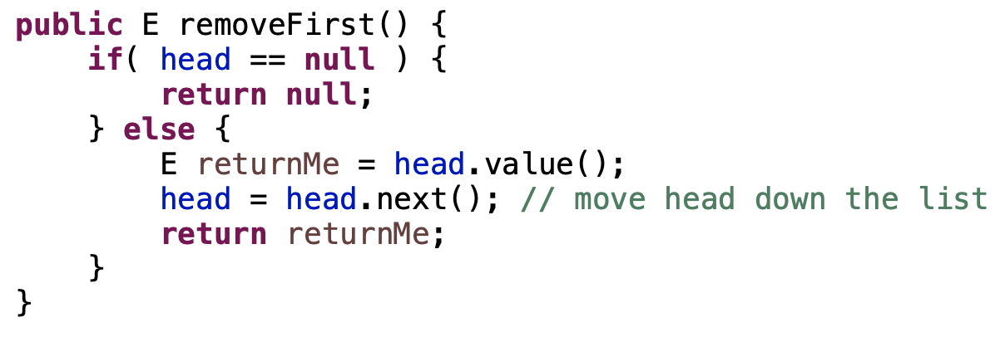 public E removeFirst() {
    if( head == null ) {
        return null;
    } else {
        E returnMe = head.value();
        head = head.next(); // move head down the list
        return returnMe;
    }
}